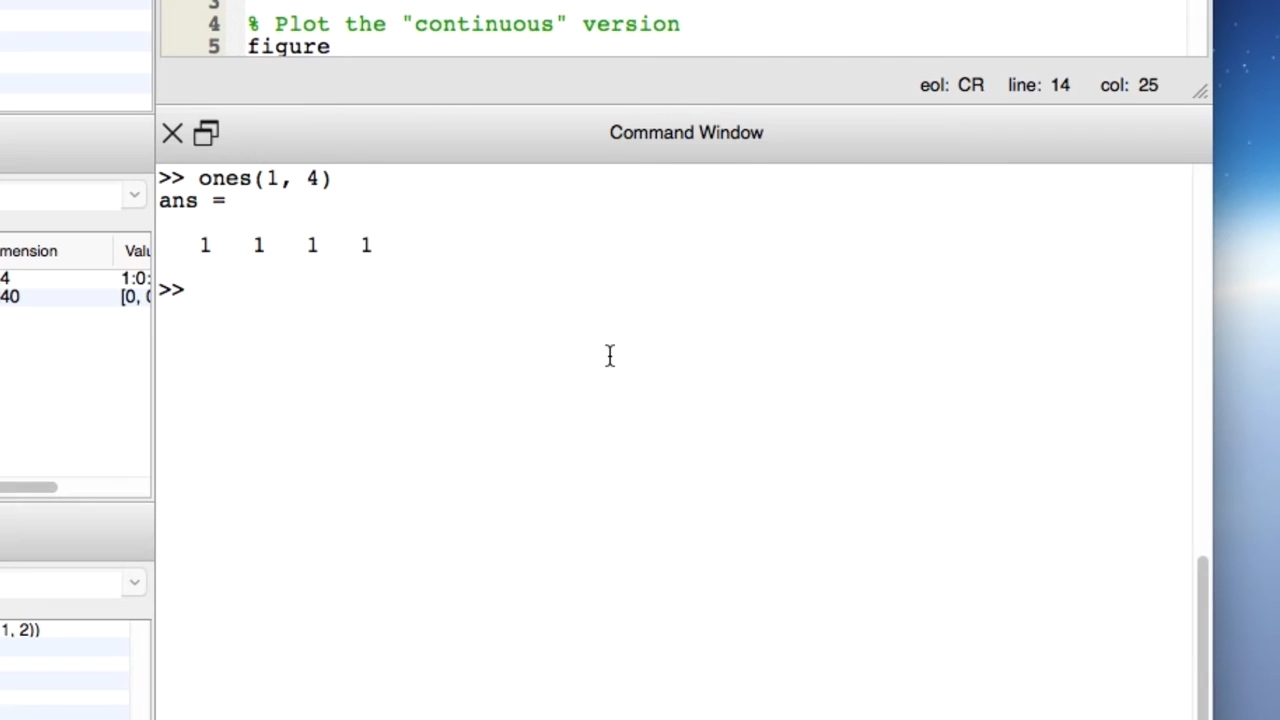 3
4 % Plot the "continuous" version
5 figure
eol: CR line: 14 col: 25
Command Window
>> ones(1, 4)
ans =
1 1 1 1
>>
mension Valu
4 1:0:
40 [0, 0
1, 2))